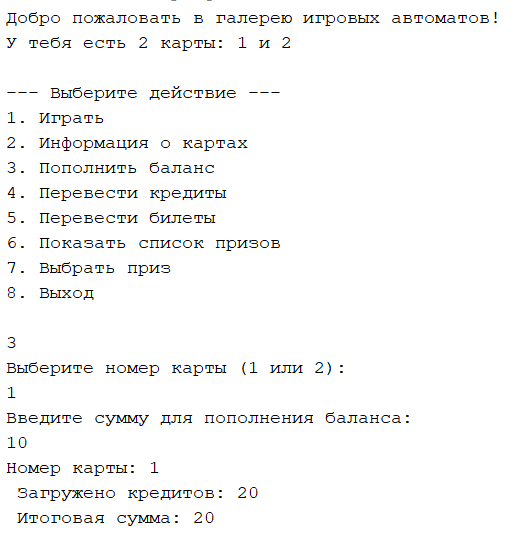 Добро пожаловать в галерею игровых автоматов!
У тебя есть 2 карты: 1 и 2
--- Выберите действие ---
1. Играть
2. Информация о картах
3. Пополнить баланс
4. Перевести кредиты
5. Перевести билеты
6. Показать список призов
7. Выбрать приз
8. Выход
3
Выберите номер карты (1 или 2):
1
Введите сумму для пополнения баланса:
10
Номер карты: 1
Загружено кредитов: 20
Итоговая сумма: 20